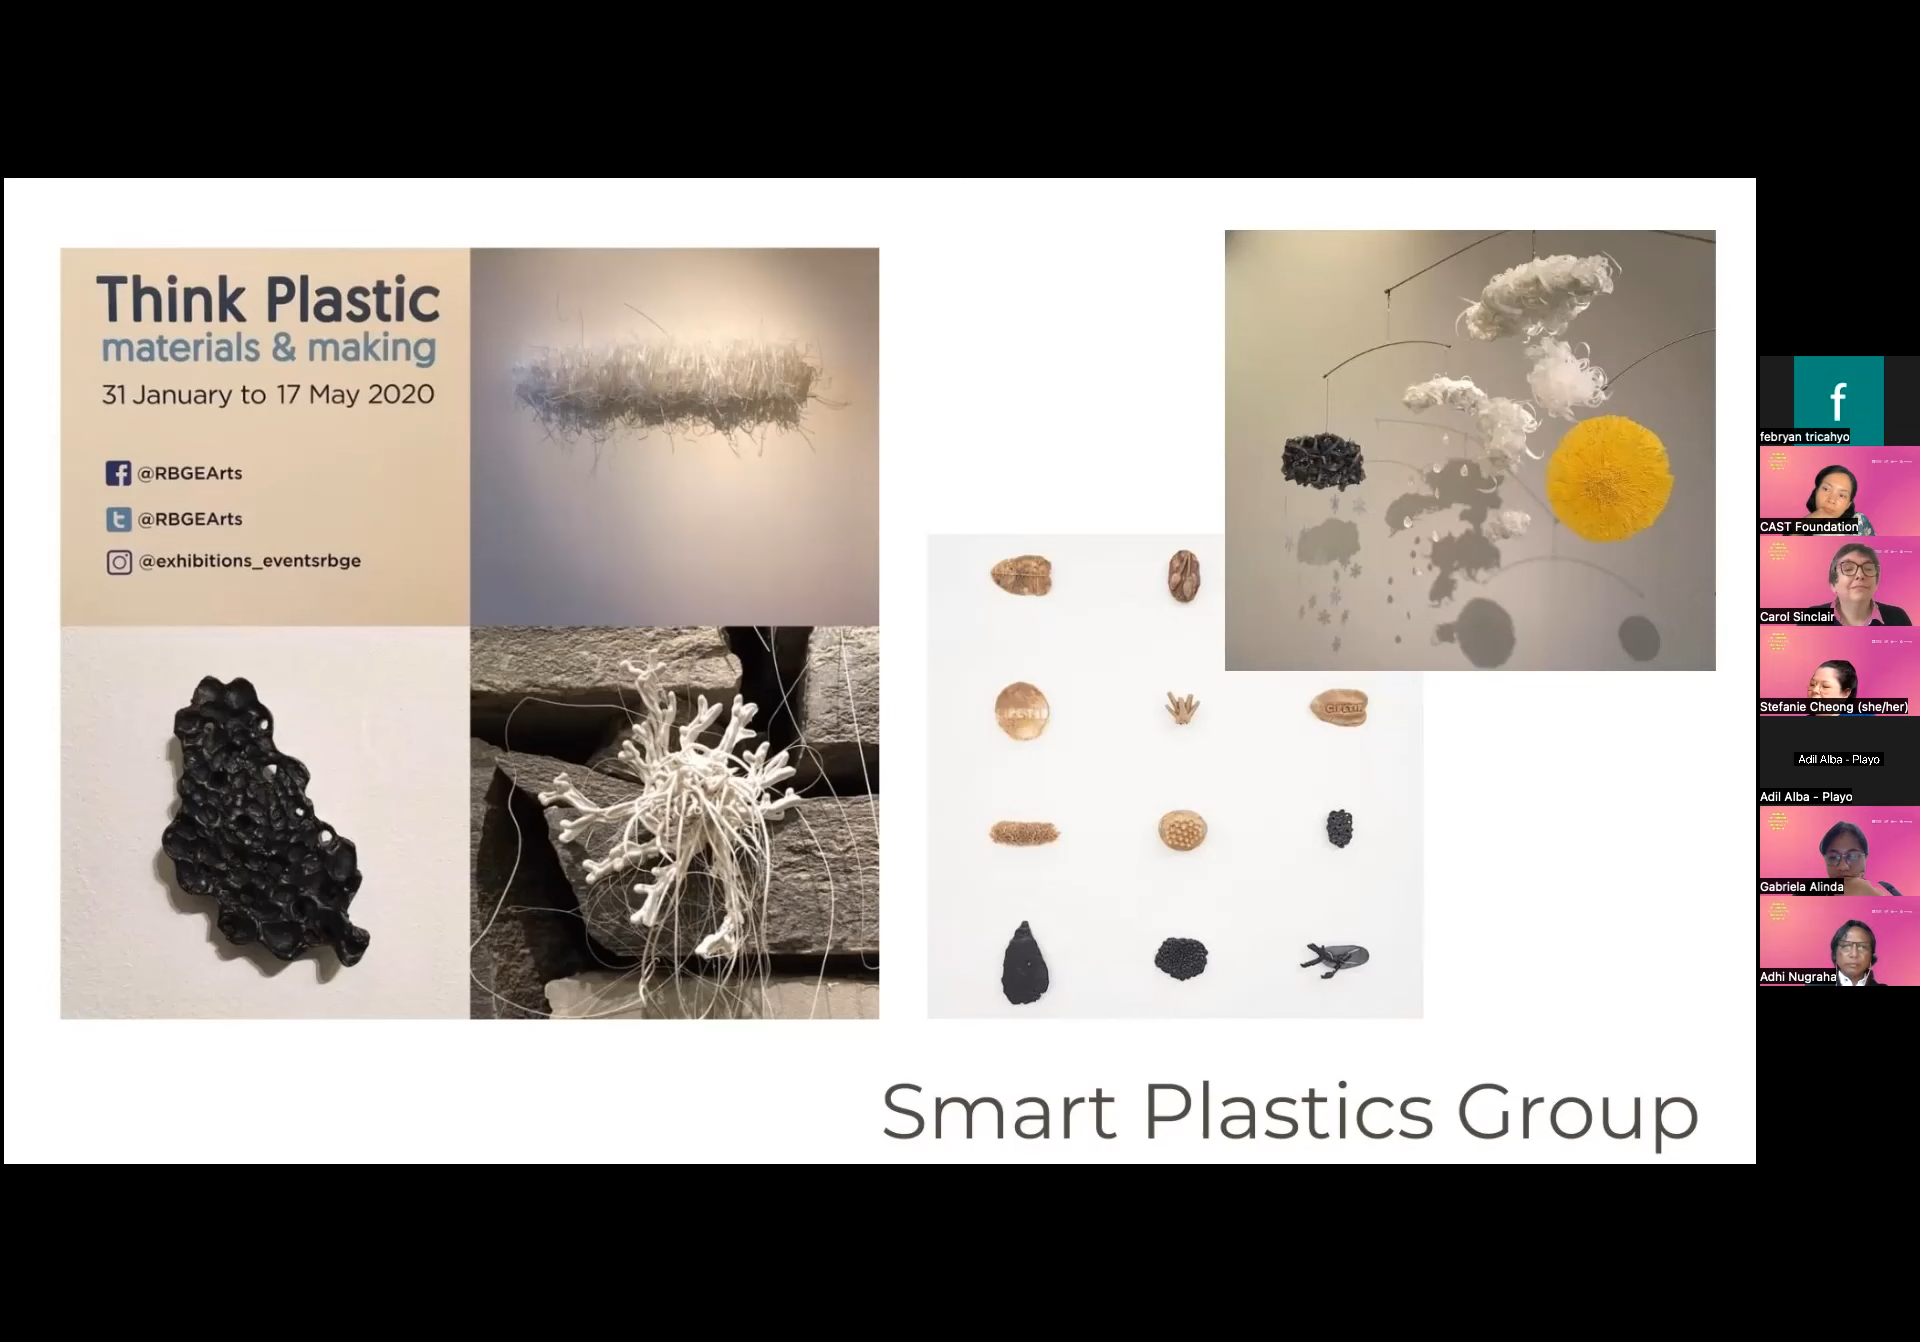 Think Plastic
materials & making
31 January to 17 May 2020
@RBGEArts
@RBGEArts
@exhibitions_eventsrbge
Smart Plastics Group
f
febryan tricahyo
CAST Foundation
Carol Sinclair
Stefanie Cheong (she/her)
Adil Alba - Playo
Adil Alba - Playo
Gabriela Alinda
Adhi Nugraha